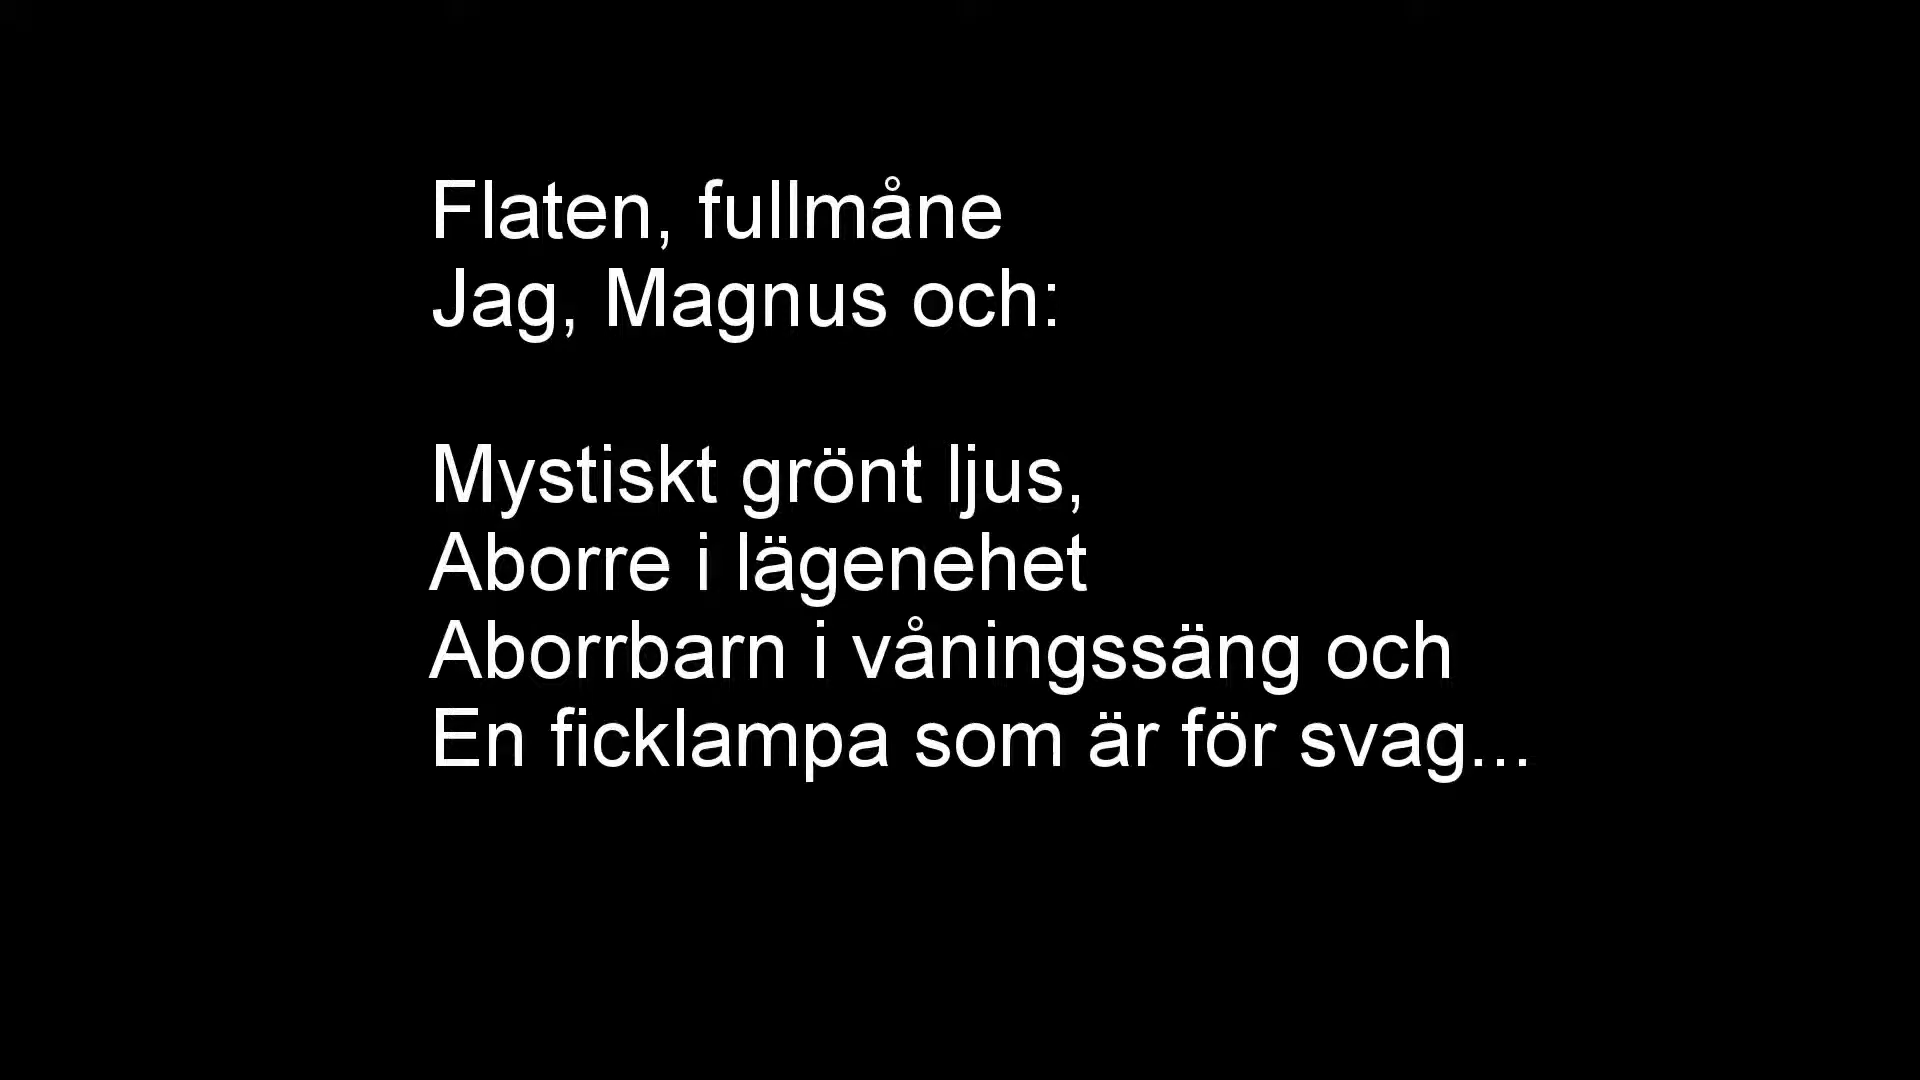 Flaten, fullmåne
Jag, Magnus och:
Mystiskt grönt ljus,
Aborre i lägenehet
Aborrbarn i våningssäng och
En ficklampa som är för svag...